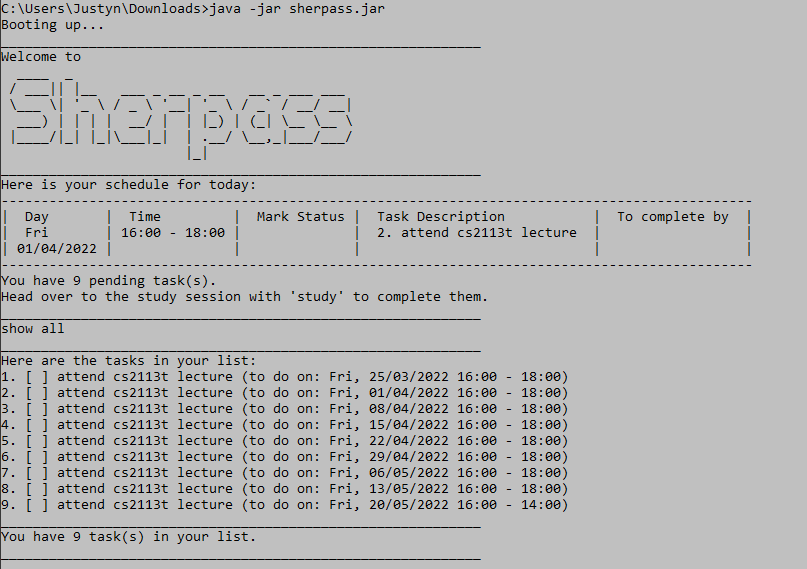 C:\Users\Justyn\Downloads>java -jar sherpass.jar
Booting up...
____________________________________________________________
Welcome to
Sherpass
____________________________________________________________
Here is your schedule for today:
----------------------------------------------------------------------------------------------
|  Day       |  Time         |  Mark Status |  Task Description           |  To complete by  |
|  Fri       | 16:00 - 18:00 |              |  2. attend cs2113t lecture  |                  |
| 01/04/2022 |               |              |                             |                  |
----------------------------------------------------------------------------------------------
You have 9 pending task(s).
Head over to the study session with 'study' to complete them.
____________________________________________________________
show all
____________________________________________________________
Here are the tasks in your list:
1. [ ] attend cs2113t lecture (to do on: Fri, 25/03/2022 16:00 - 18:00)
2. [ ] attend cs2113t lecture (to do on: Fri, 01/04/2022 16:00 - 18:00)
3. [ ] attend cs2113t lecture (to do on: Fri, 08/04/2022 16:00 - 18:00)
4. [ ] attend cs2113t lecture (to do on: Fri, 15/04/2022 16:00 - 18:00)
5. [ ] attend cs2113t lecture (to do on: Fri, 22/04/2022 16:00 - 18:00)
6. [ ] attend cs2113t lecture (to do on: Fri, 29/04/2022 16:00 - 18:00)
7. [ ] attend cs2113t lecture (to do on: Fri, 06/05/2022 16:00 - 18:00)
8. [ ] attend cs2113t lecture (to do on: Fri, 13/05/2022 16:00 - 18:00)
9. [ ] attend cs2113t lecture (to do on: Fri, 20/05/2022 16:00 - 14:00)
____________________________________________________________
You have 9 task(s) in your list.
____________________________________________________________